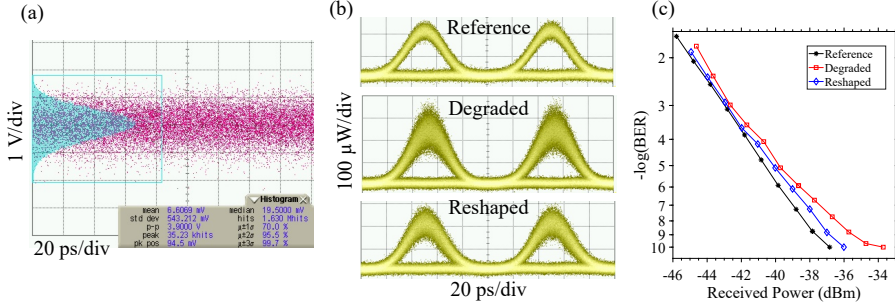 (a)
1 V/div
20 ps/div
Histogram
mean 6.6069 mV median 19.5000 mV
std dev 543.212 mV hits 1.630 Mhits
p-p 3.9000 V μ±1σ 70.0 %
peak 35.23 khits μ±2σ 95.5 %
pk pos 94.5 mV μ±3σ 99.7 %
(b)
100 μW/div
Reference
Degraded
Reshaped
20 ps/div
(c)
-log(BER)
2
3
4
5
6
7
8
9
10
Reference
Degraded
Reshaped
-46 -44 -42 -40 -38 -36 -34
Received Power (dBm)